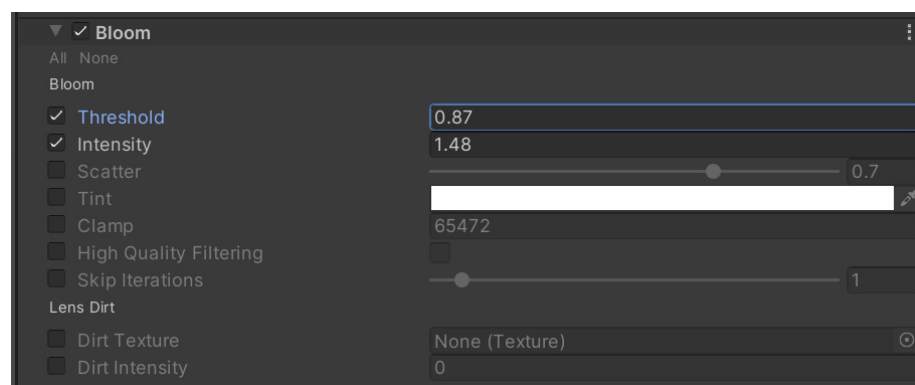 Bloom
All None
Bloom
Threshold 0.87
Intensity 1.48
Scatter 0.7
Tint
Clamp 65472
High Quality Filtering
Skip Iterations 1
Lens Dirt
Dirt Texture None (Texture)
Dirt Intensity 0